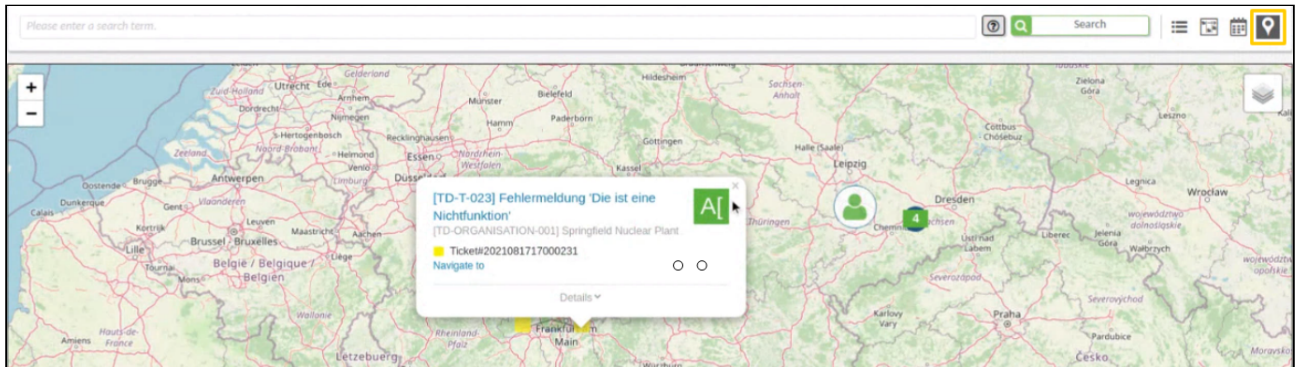 Please enter a search term.
Search
+
−
Zuid-Holland
Utrecht
Ede
Gelderland
Arnhem
Dordrecht
Nijmegen
's-Hertogenbosch
Noord-Brabant
Helmond
Venlo
Zeeland
Münster
Bielefeld
Hamm
Paderborn
Hildesheim
Sachsen-
Anhalt
Recklinghausen
Essen
Nordrhein-
Westfalen
Göttingen
Kassel
Halle (Saale)
Leipzig
Cottbus
Chóśebuz
Zielona
Góra
Leszno
Oostende
Brugge
Antwerpen
Limburg
Dunkerque
Calais
Gent
Vlaanderen
Kortrijk
Leuven
Maastricht
Aachen
Lille
Brussel
Bruxelles
Liège
Tournai
Mons
België / Belgique /
Belgien
Wallonie
Hauts-de-
France
Amiens
Letzebuerg
Rheinland-
Pfalz
Frankfurt
Main
Thüringen
Dresden
4
Liberec
Jelenia
Góra
Legnica
Wrocław
województwo
dolnośląskie
Wałbrzych
opolskie
Ústí nad
Labem
Severozápad
Severovýchod
Karlovy
Vary
Praha
Pardubice
Česko
[TD-T-023] Fehlermeldung 'Die ist eine
Nichtfunktion'
[TD-ORGANISATION-001] Springfield Nuclear Plant
A[
×
Ticket#2021081717000231
Navigate to
Details